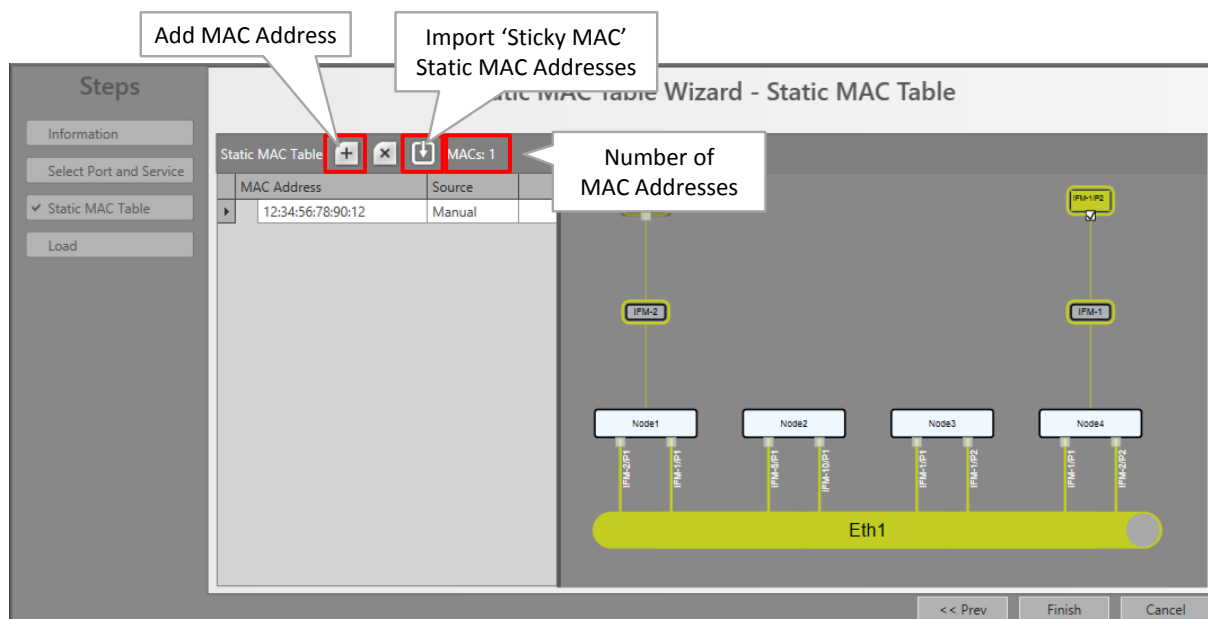 Add MAC Address
Import ‘Sticky MAC’
Static MAC Addresses
Steps
Static MAC Table Wizard - Static MAC Table
Information
Select Port and Service
Static MAC Table
Load
Static MAC Table
MACs: 1
Number of
MAC Addresses
MAC Address Source
12:34:56:78:90:12 Manual
IFM-1/P2
IFM-2
IFM-1
Node1
Node2
Node3
Node4
IFM-2/P1
IFM-1/P1
IFM-5/P1
IFM-10/P1
IFM-1/P1
IFM-1/P2
IFM-1/P1
IFM-2/P2
Eth1
<< Prev
Finish
Cancel